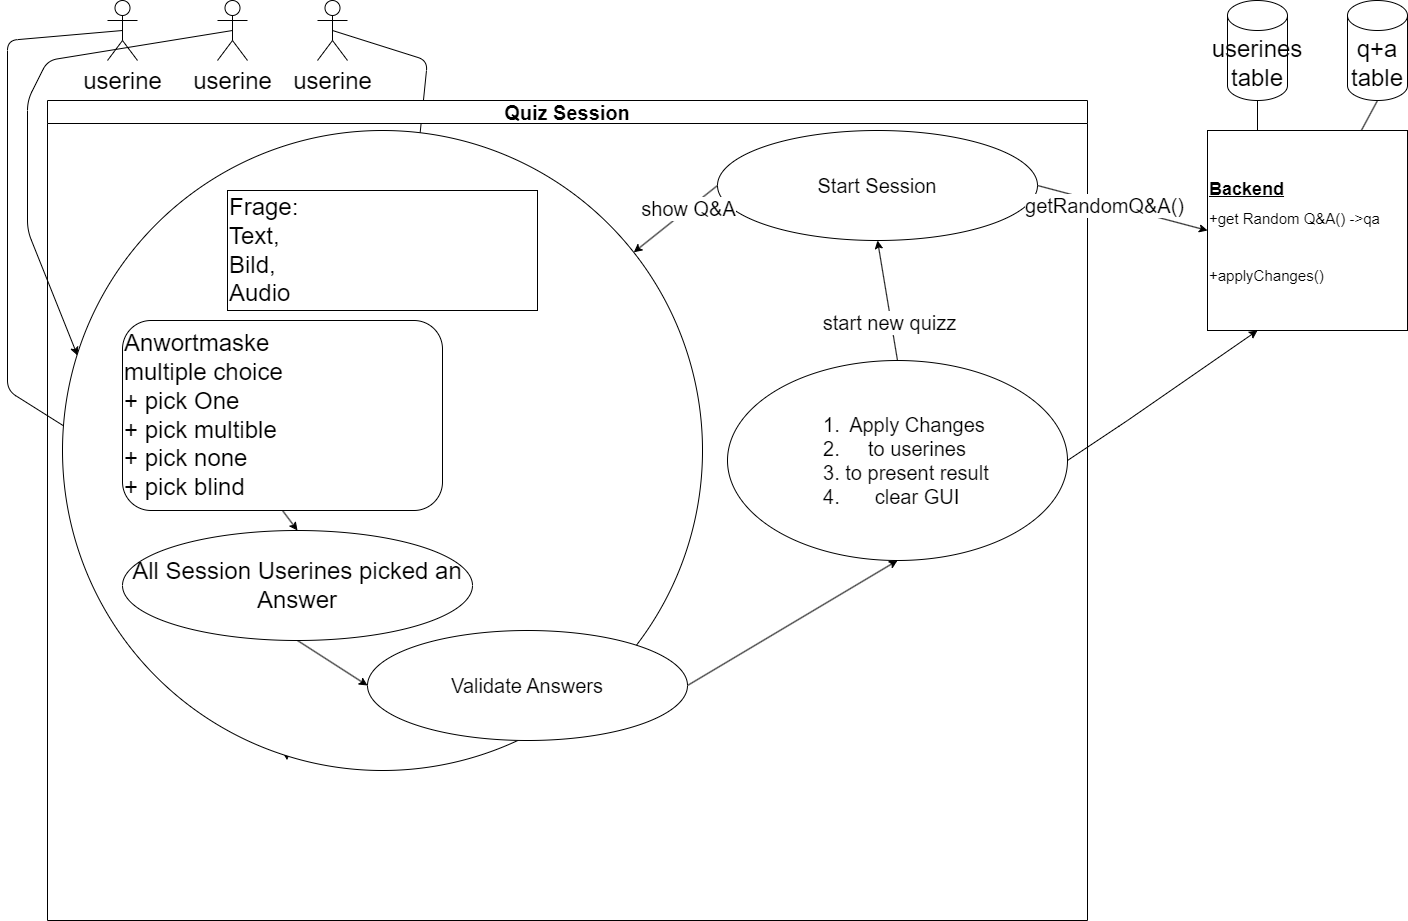 userine
userine
userine
userines
table
q+a
table
Quiz Session
Frage:
Text,
Bild,
Audio
Anwortmaske
multiple choice
+ pick One
+ pick multible
+ pick none
+ pick blind
All Session Userines picked an
Answer
Validate Answers
show Q&A
Start Session
getRandomQ&A()
start new quizz
1. Apply Changes
2. to userines
3. to present result
4. clear GUI
Backend
+get Random Q&A() ->qa
+applyChanges()